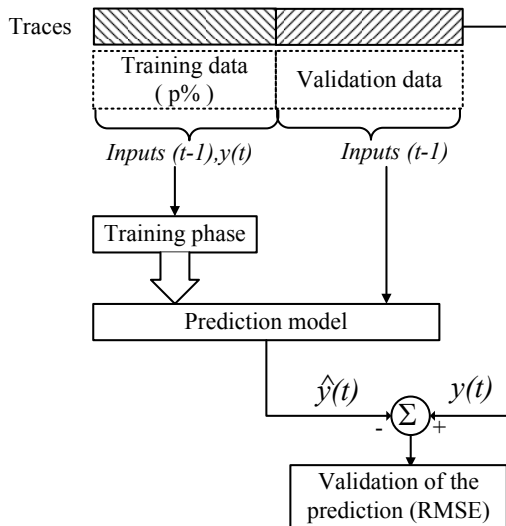 Traces
Training data
( p% )
Validation data
Inputs (t-1),y(t)
Inputs (t-1)
Training phase
Prediction model
ŷ(t)
y(t)
Σ
-
+
Validation of the
prediction (RMSE)